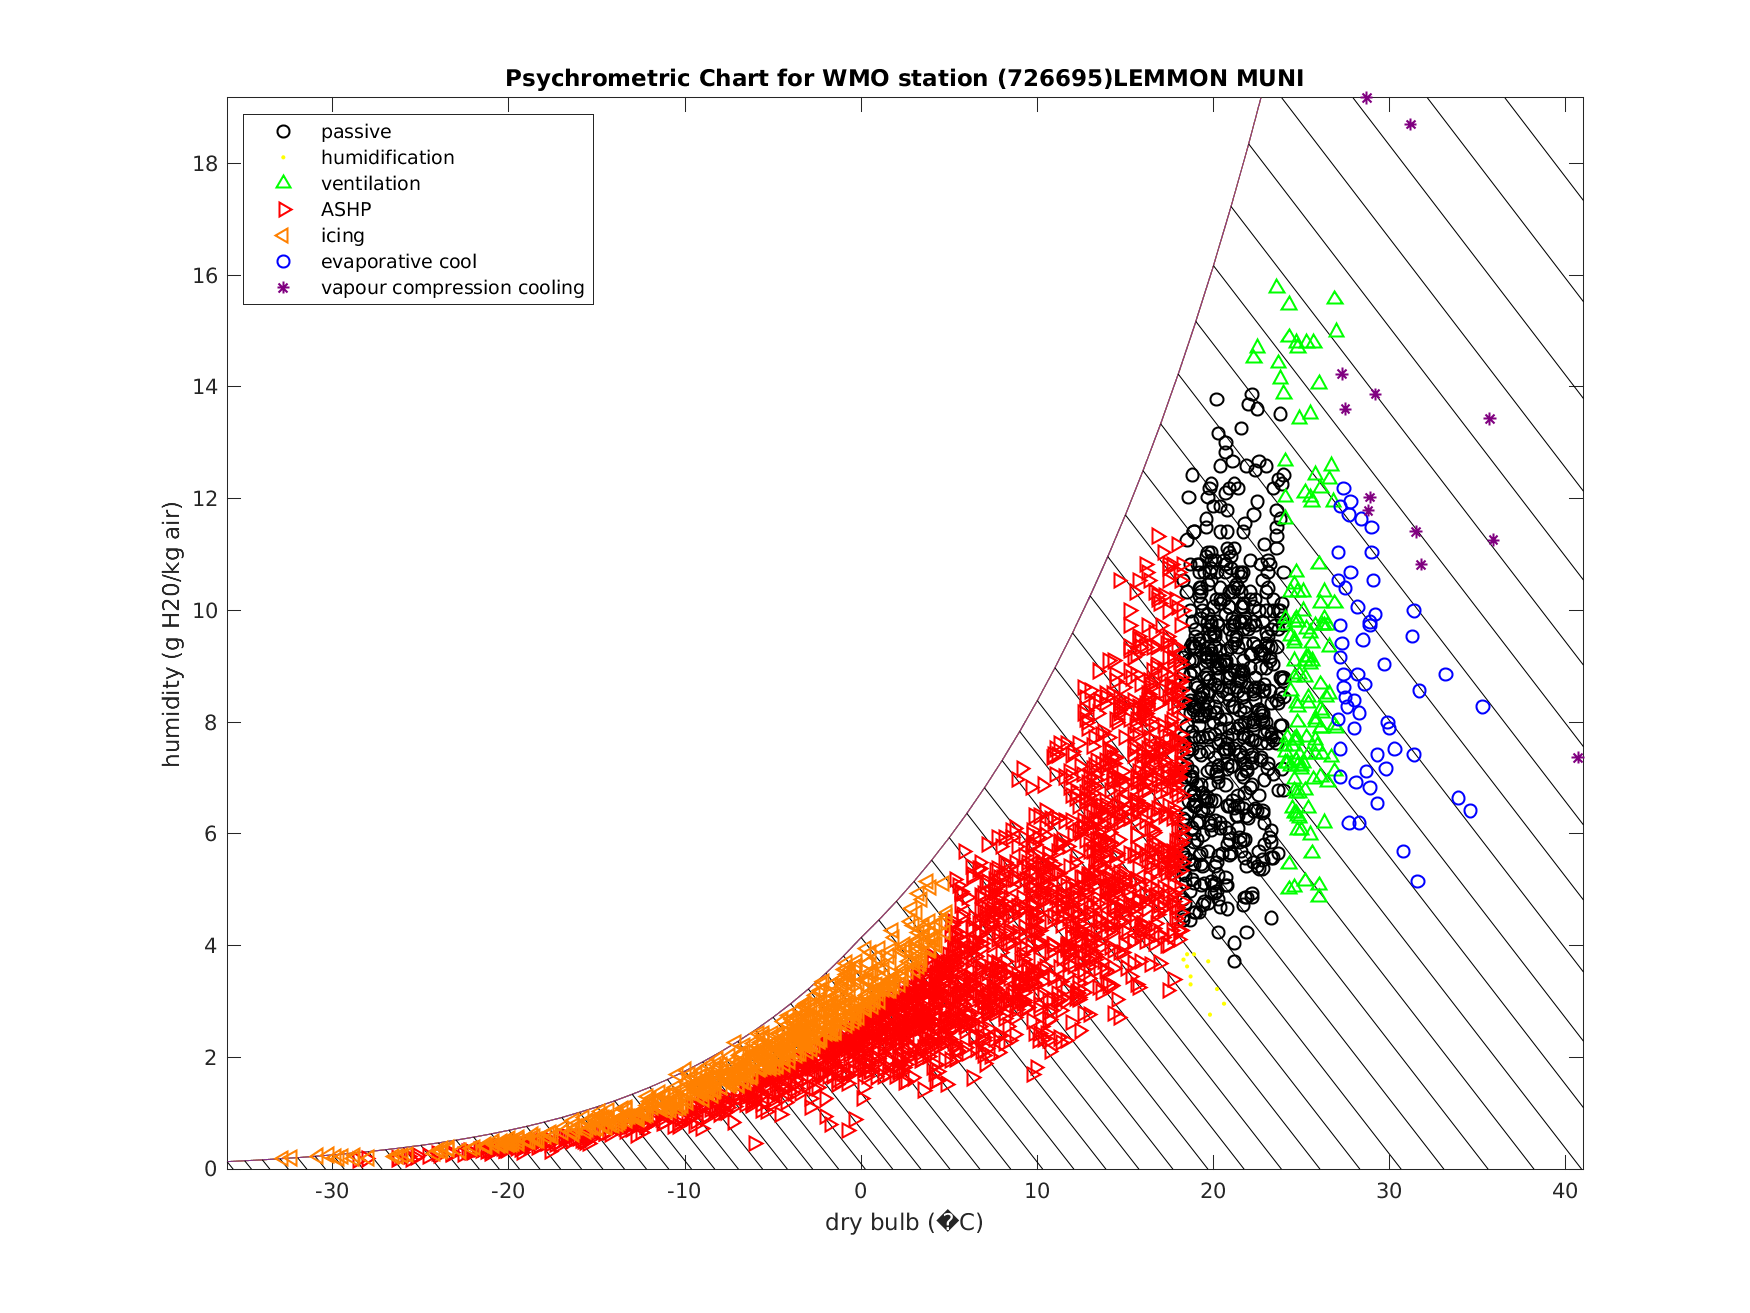 Psychrometric Chart for WMO station (726695)LEMMON MUNI
passive
humidification
ventilation
ASHP
icing
evaporative cool
vapour compression cooling
humidity (g H20/kg air)
18
16
14
12
10
8
6
4
2
0
-30 -20 -10 0 10 20 30 40
dry bulb (�C)